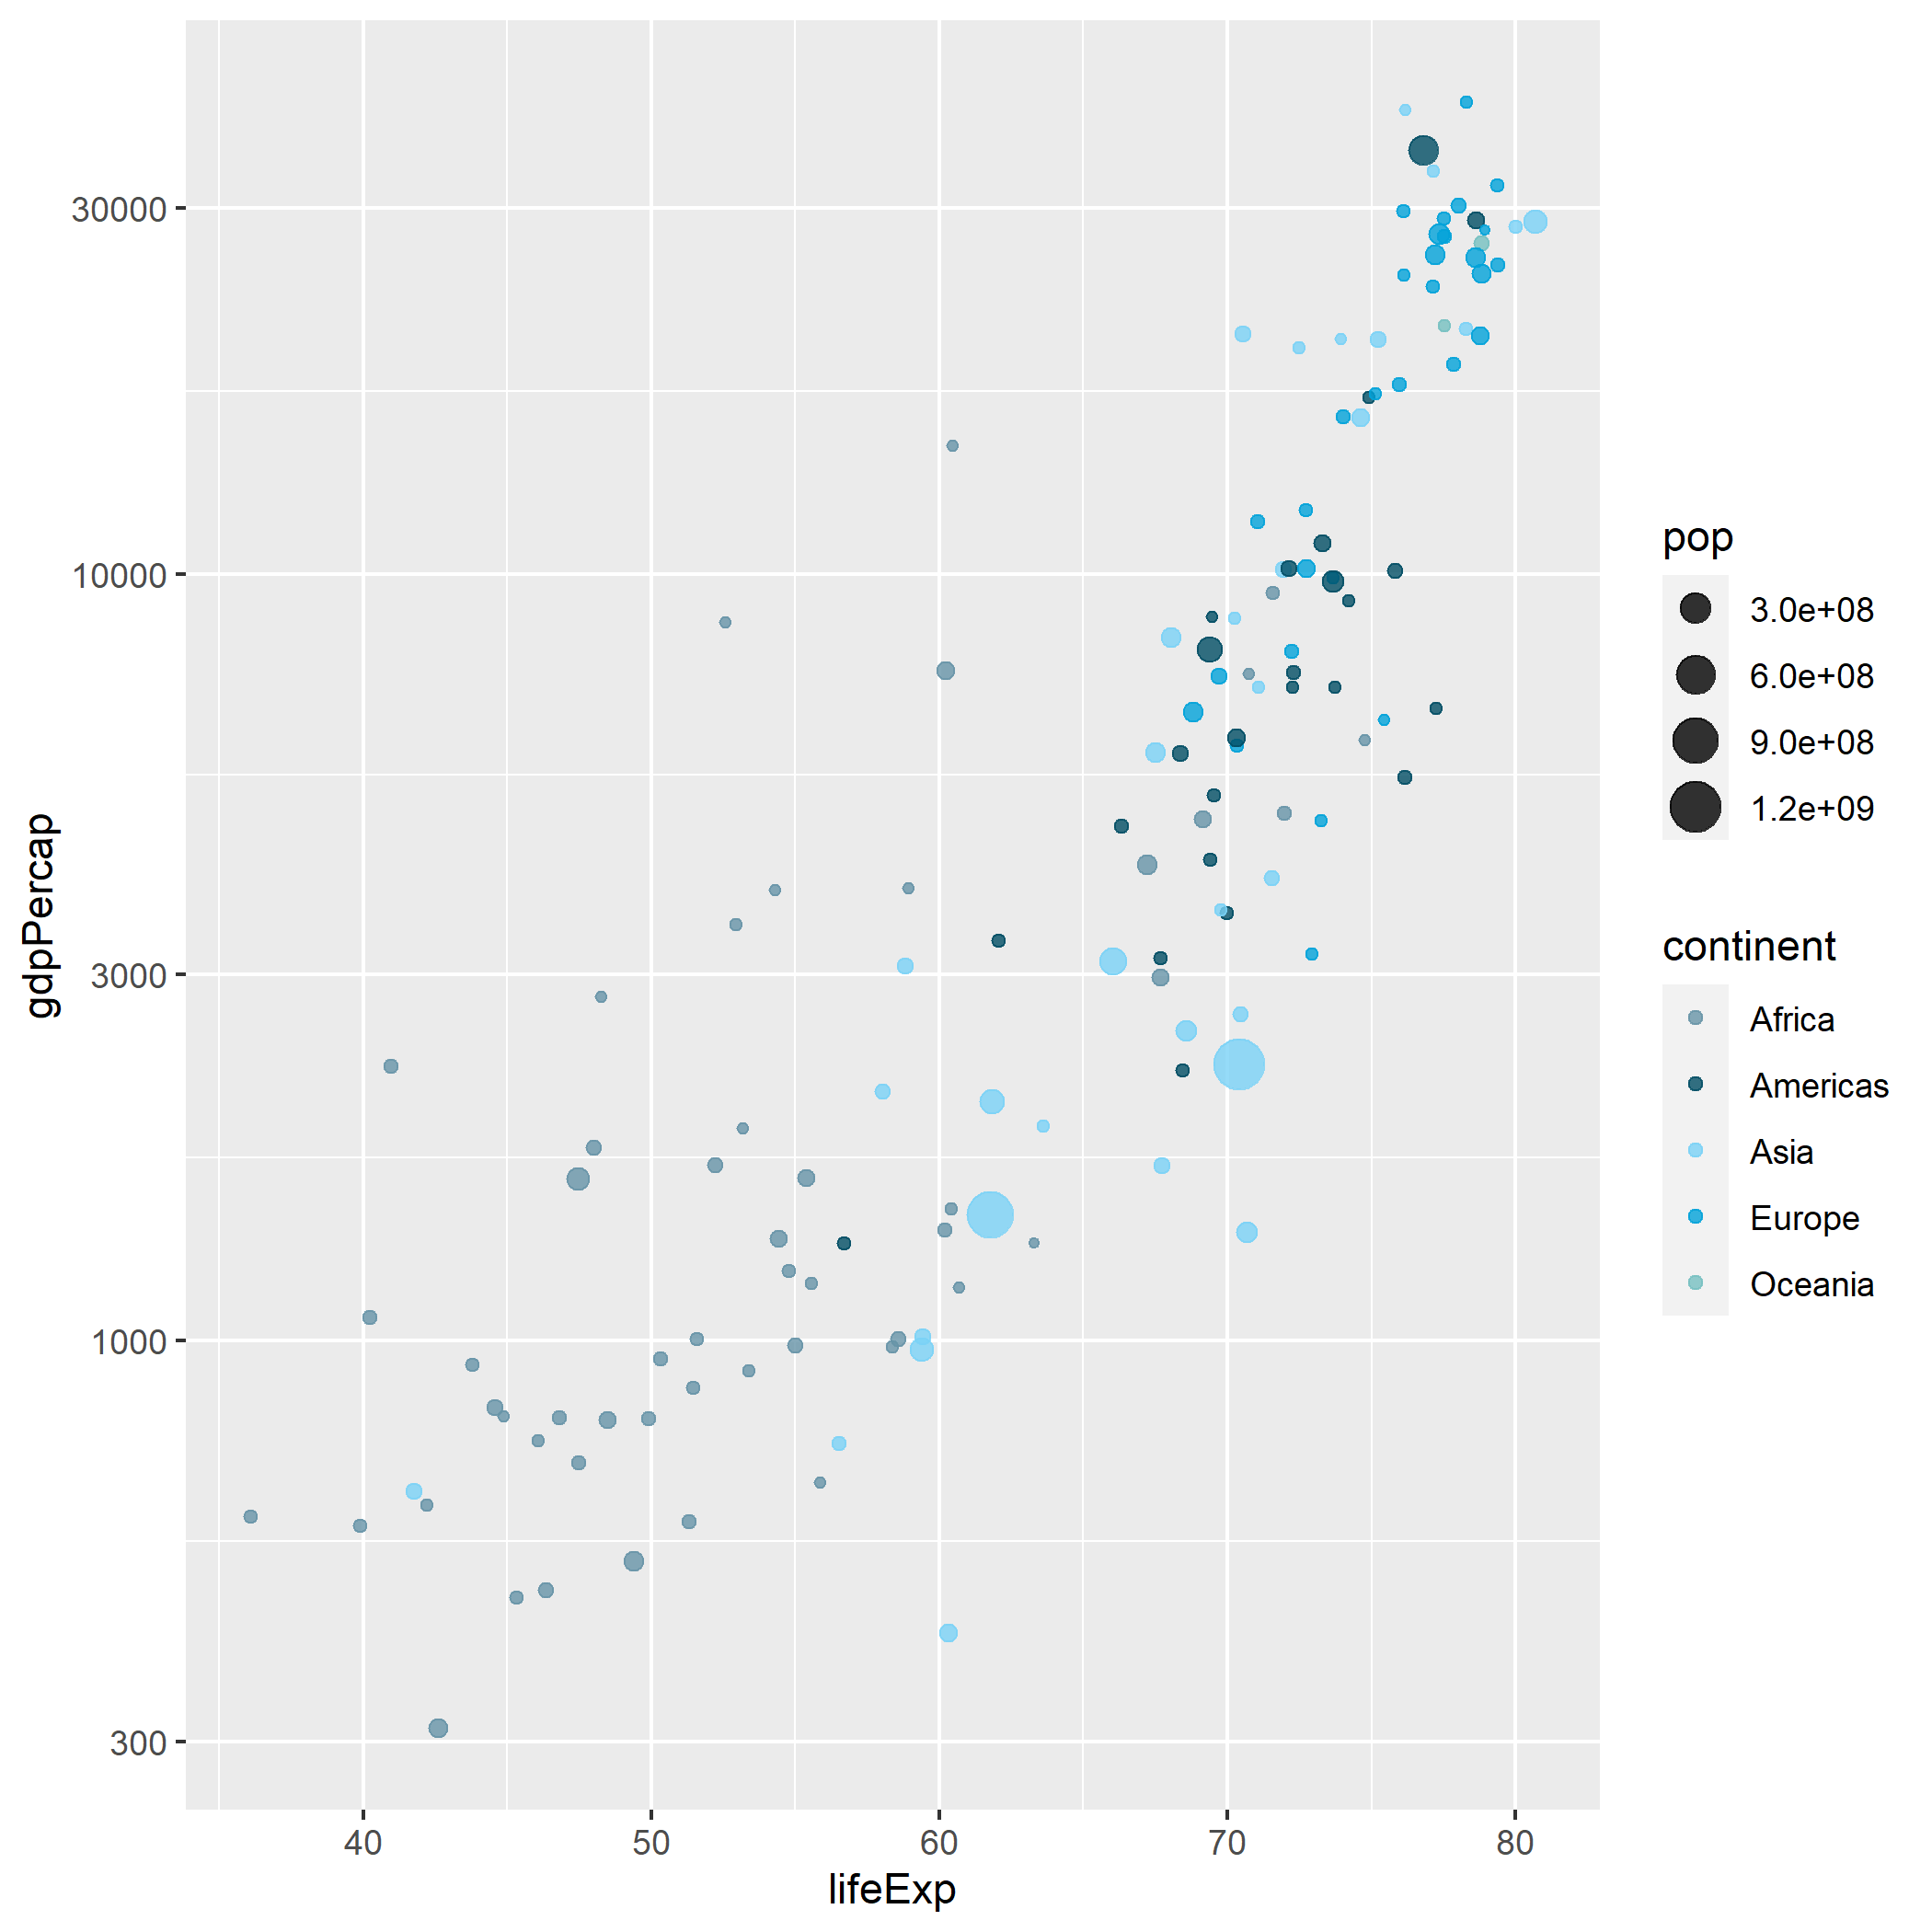 30000
10000
3000
1000
300
gdpPercap
40 50 60 70 80
lifeExp
pop
3.0e+08
6.0e+08
9.0e+08
1.2e+09
continent
Africa
Americas
Asia
Europe
Oceania